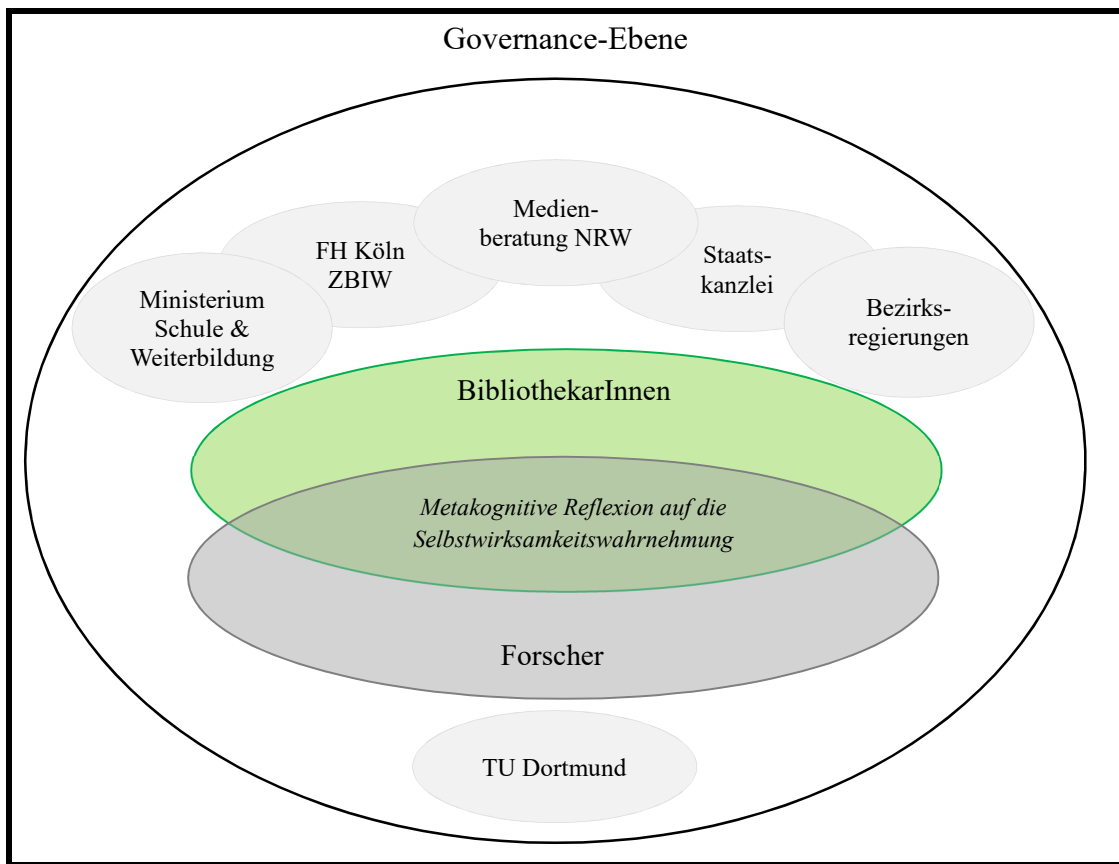 Governance-Ebene
Medien-
beratung NRW
FH Köln
ZBIW
Staats-
kanzlei
Ministerium
Schule &
Weiterbildung
Bezirks-
regierungen
BibliothekarInnen
Metakognitive Reflexion auf die
Selbstwirksamkeitswahrnehmung
Forscher
TU Dortmund